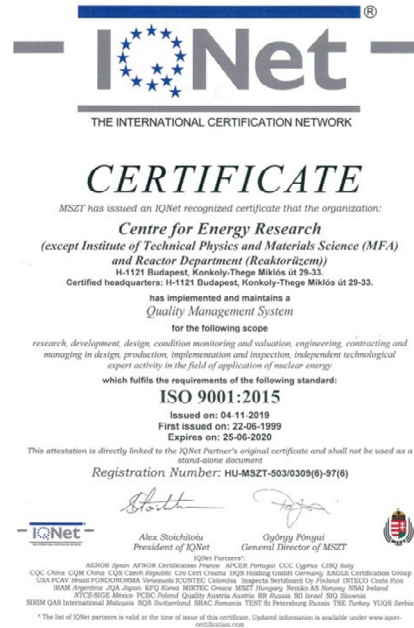 ®
IQNet
THE INTERNATIONAL CERTIFICATION NETWORK
CERTIFICATE
MSZT has issued an IQNet recognized certificate that the organization:
Centre for Energy Research
(except Institute of Technical Physics and Materials Science (MFA)
and Reactor Department (Reaktorüzem))
H-1121 Budapest, Konkoly-Thege Miklós út 29-33.
Certified headquarters: H-1121 Budapest, Konkoly-Thege Miklós út 29-33.
has implemented and maintains a
Quality Management System
for the following scope
research, development, design, condition monitoring and valuation, engineering, contracting and
managing in design, production, implementation and inspection, independent technological
expert activity in the field of application of nuclear energy
which fulfils the requirements of the following standard:
ISO 9001:2015
Issued on: 04-11-2019
First issued on: 22-06-1999
Expires on: 25-06-2020
This attestation is directly linked to the IQNet Partner's original certificate and shall not be used as a
stand-alone document
Registration Number: HU-MSZT-503/0309(6)-97(6)
IQNet
Alex Stoichitoiu
President of IQNet
György Pónyai
General Director of MSZT
IQNet Partners*:
AENOR Spain AFNOR Certification France APCER Portugal CCC Cyprus CISQ Italy
CQC China CQM China CQS Czech Republic Cro Cert Croatia DQS Holding GmbH Germany EAGLE Certification Group
USA FCAV Brazil FONDONORMA Venezuela ICONTEC Colombia Inspecta Sertifiointi Oy Finland INTECO Costa Rica
IRAM Argentina JQA Japan KFQ Korea MIRTEC Greece MSZT Hungary Nemko AS Norway NSAI Ireland
NYCE-SIGE México PCBC Poland Quality Austria Austria RR Russia SII Israel SIQ Slovenia
SIRIM QAS International Malaysia SQS Switzerland SRAC Romania TEST St Petersburg Russia TSE Turkey YUQS Serbia
* The list of IQNet partners is valid at the time of issue of this certificate. Updated information is available under www.iqnet-
certification.com